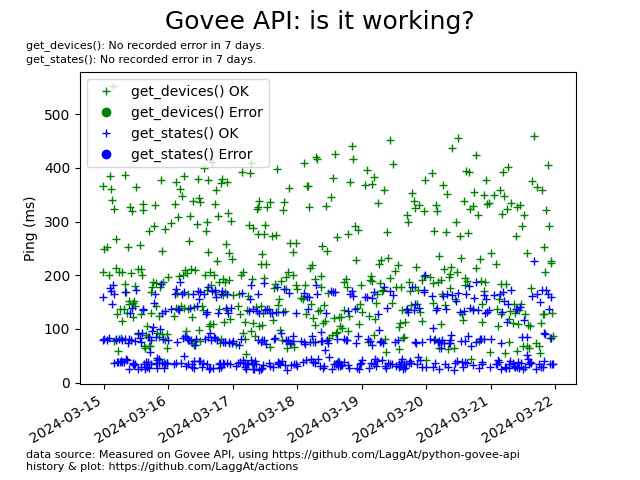 Govee API: is it working?
get_devices(): No recorded error in 7 days.
get_states(): No recorded error in 7 days.
get_devices() OK
get_devices() Error
get_states() OK
get_states() Error
Ping (ms)
500
400
300
200
100
0
2024-03-15
2024-03-16
2024-03-17
2024-03-18
2024-03-19
2024-03-20
2024-03-21
2024-03-22
data source: Measured on Govee API, using https://github.com/LaggAt/python-govee-api
history & plot: https://github.com/LaggAt/actions